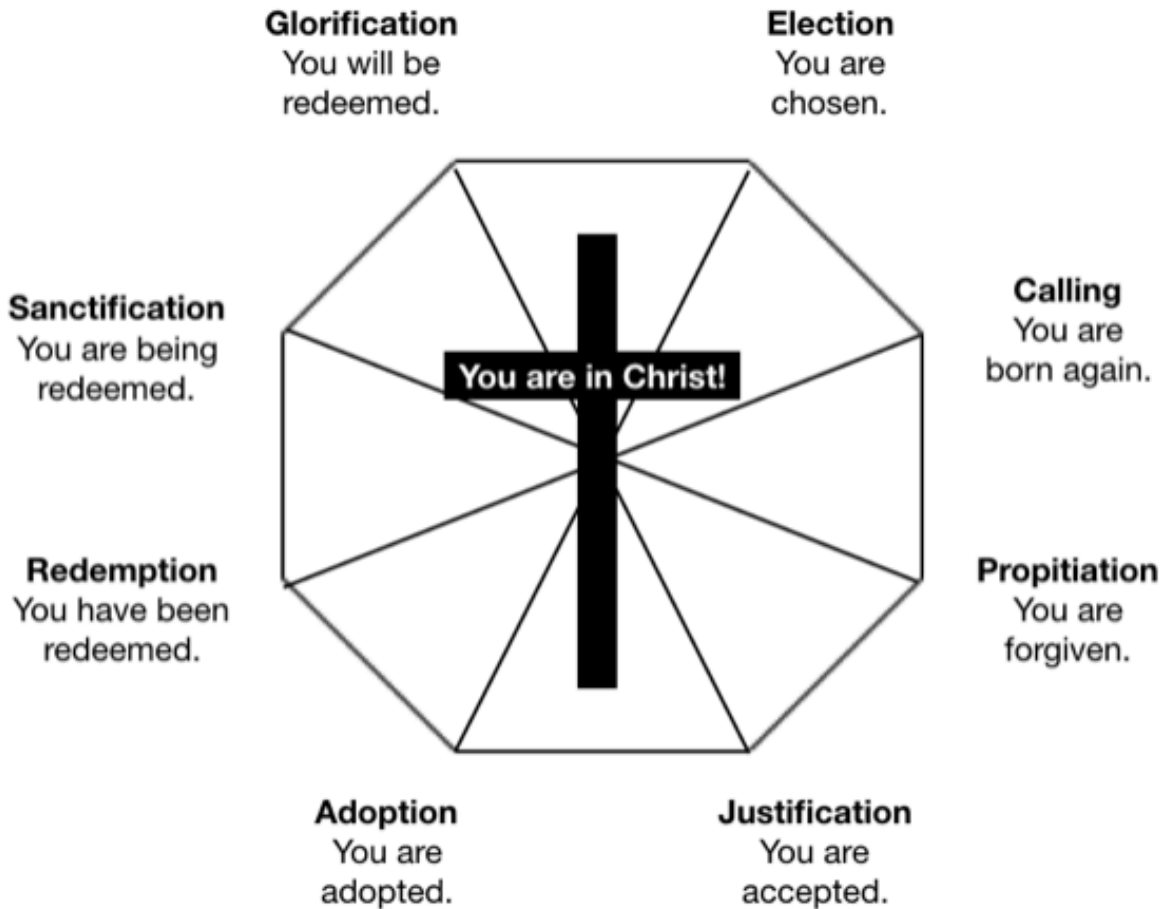 Glorification
You will be
redeemed.
Election
You are
chosen.
Calling
You are
born again.
Propitiation
You are
forgiven.
Justification
You are
accepted.
Adoption
You are
adopted.
Redemption
You have been
redeemed.
Sanctification
You are being
redeemed.
You are in Christ!